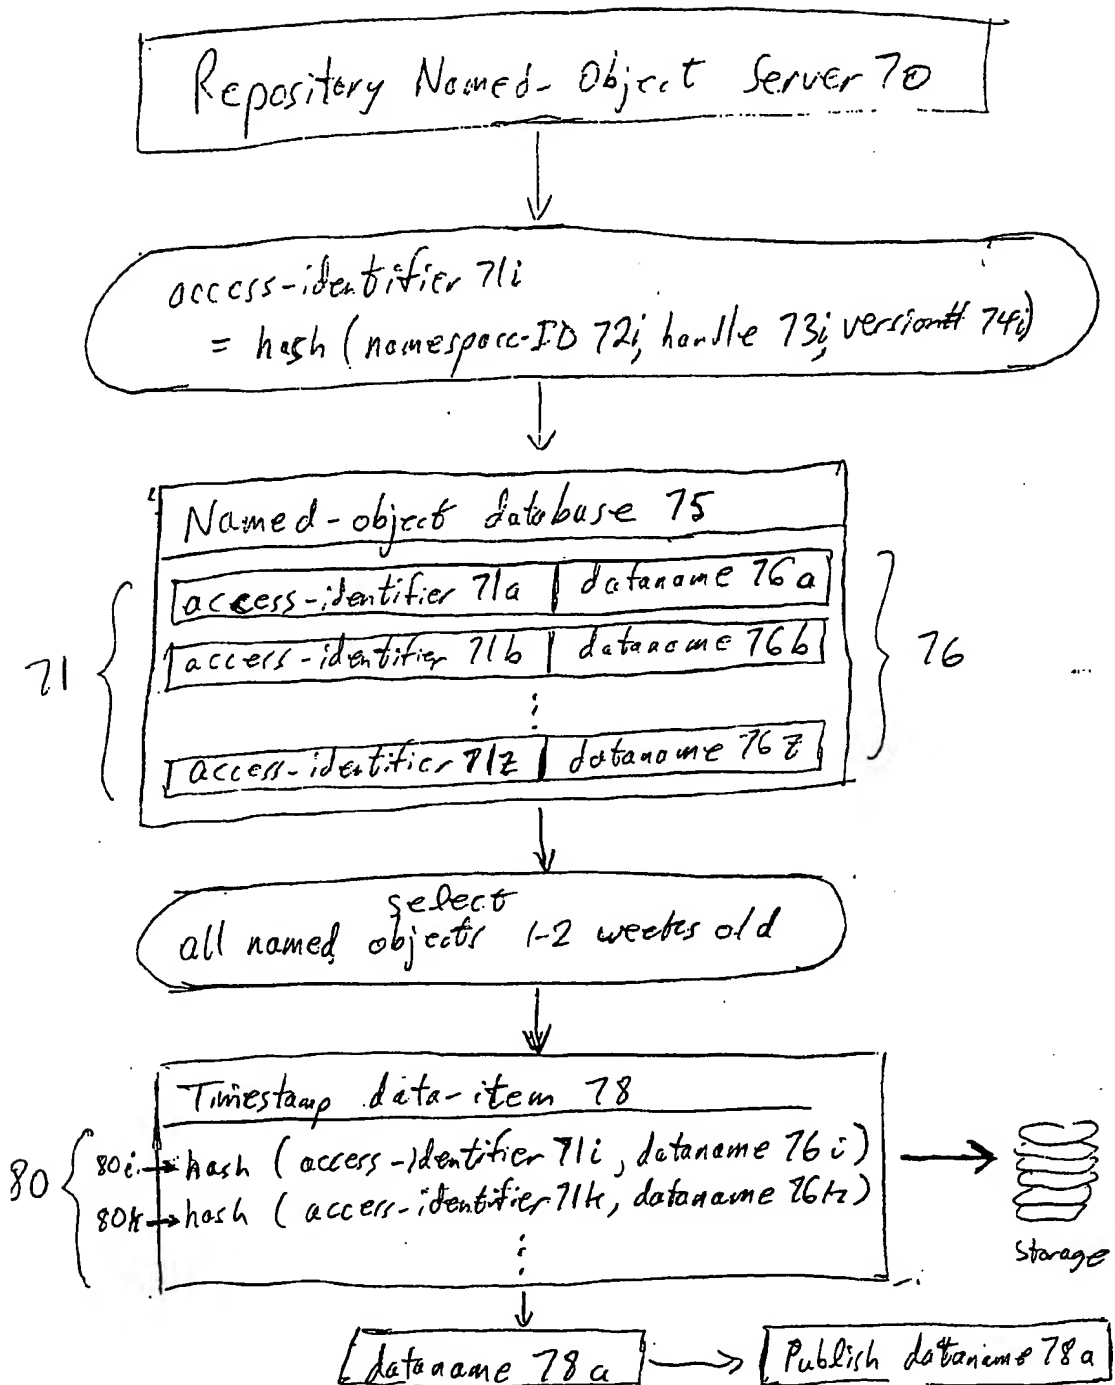 Repository Named-Object Server 70
access-identifier 71i
= hash (namespace-ID 72i, handle 73i, version# 74i)
Named-object database 75
access-identifier 71a | dataname 76a
71
access-identifier 71b | dataname 76b
76
⋮
access-identifier 71z | dataname 76z
select
all named objects 1-2 weeks old
Timestamp data-item 78
80
80i → hash (access-identifier 71i, dataname 76i)
80k → hash (access-identifier 71k, dataname 76k)
⋮
Storage
dataname 78a
Publish dataname 78a